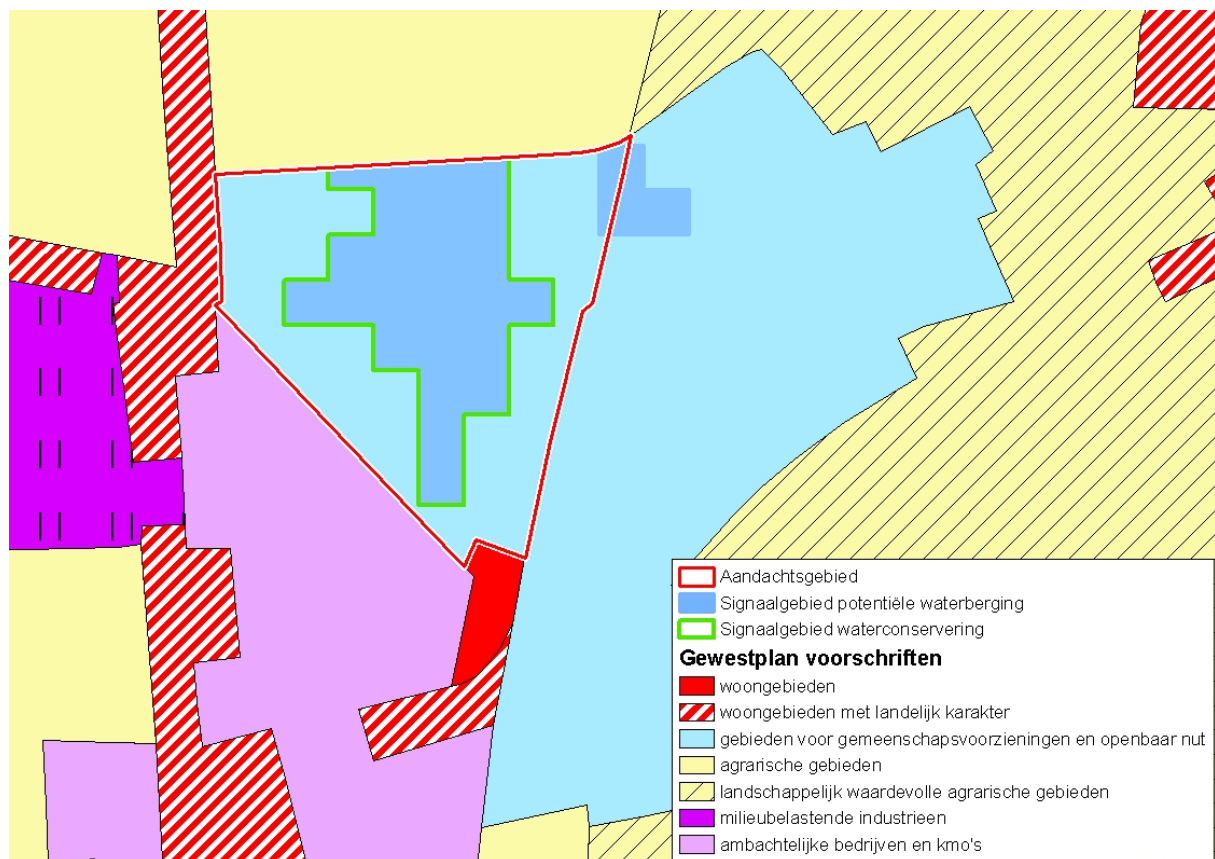 Aandachtsgebied
Signaalgebied potentiële waterberging
Signaalgebied waterconservering
Gewestplan voorschriften
woongebieden
woongebieden met landelijk karakter
gebieden voor gemeenschapsvoorzieningen en openbaar nut
agrarische gebieden
landschappelijk waardevolle agrarische gebieden
milieubelastende industrieen
ambachtelijke bedrijven en kmo's